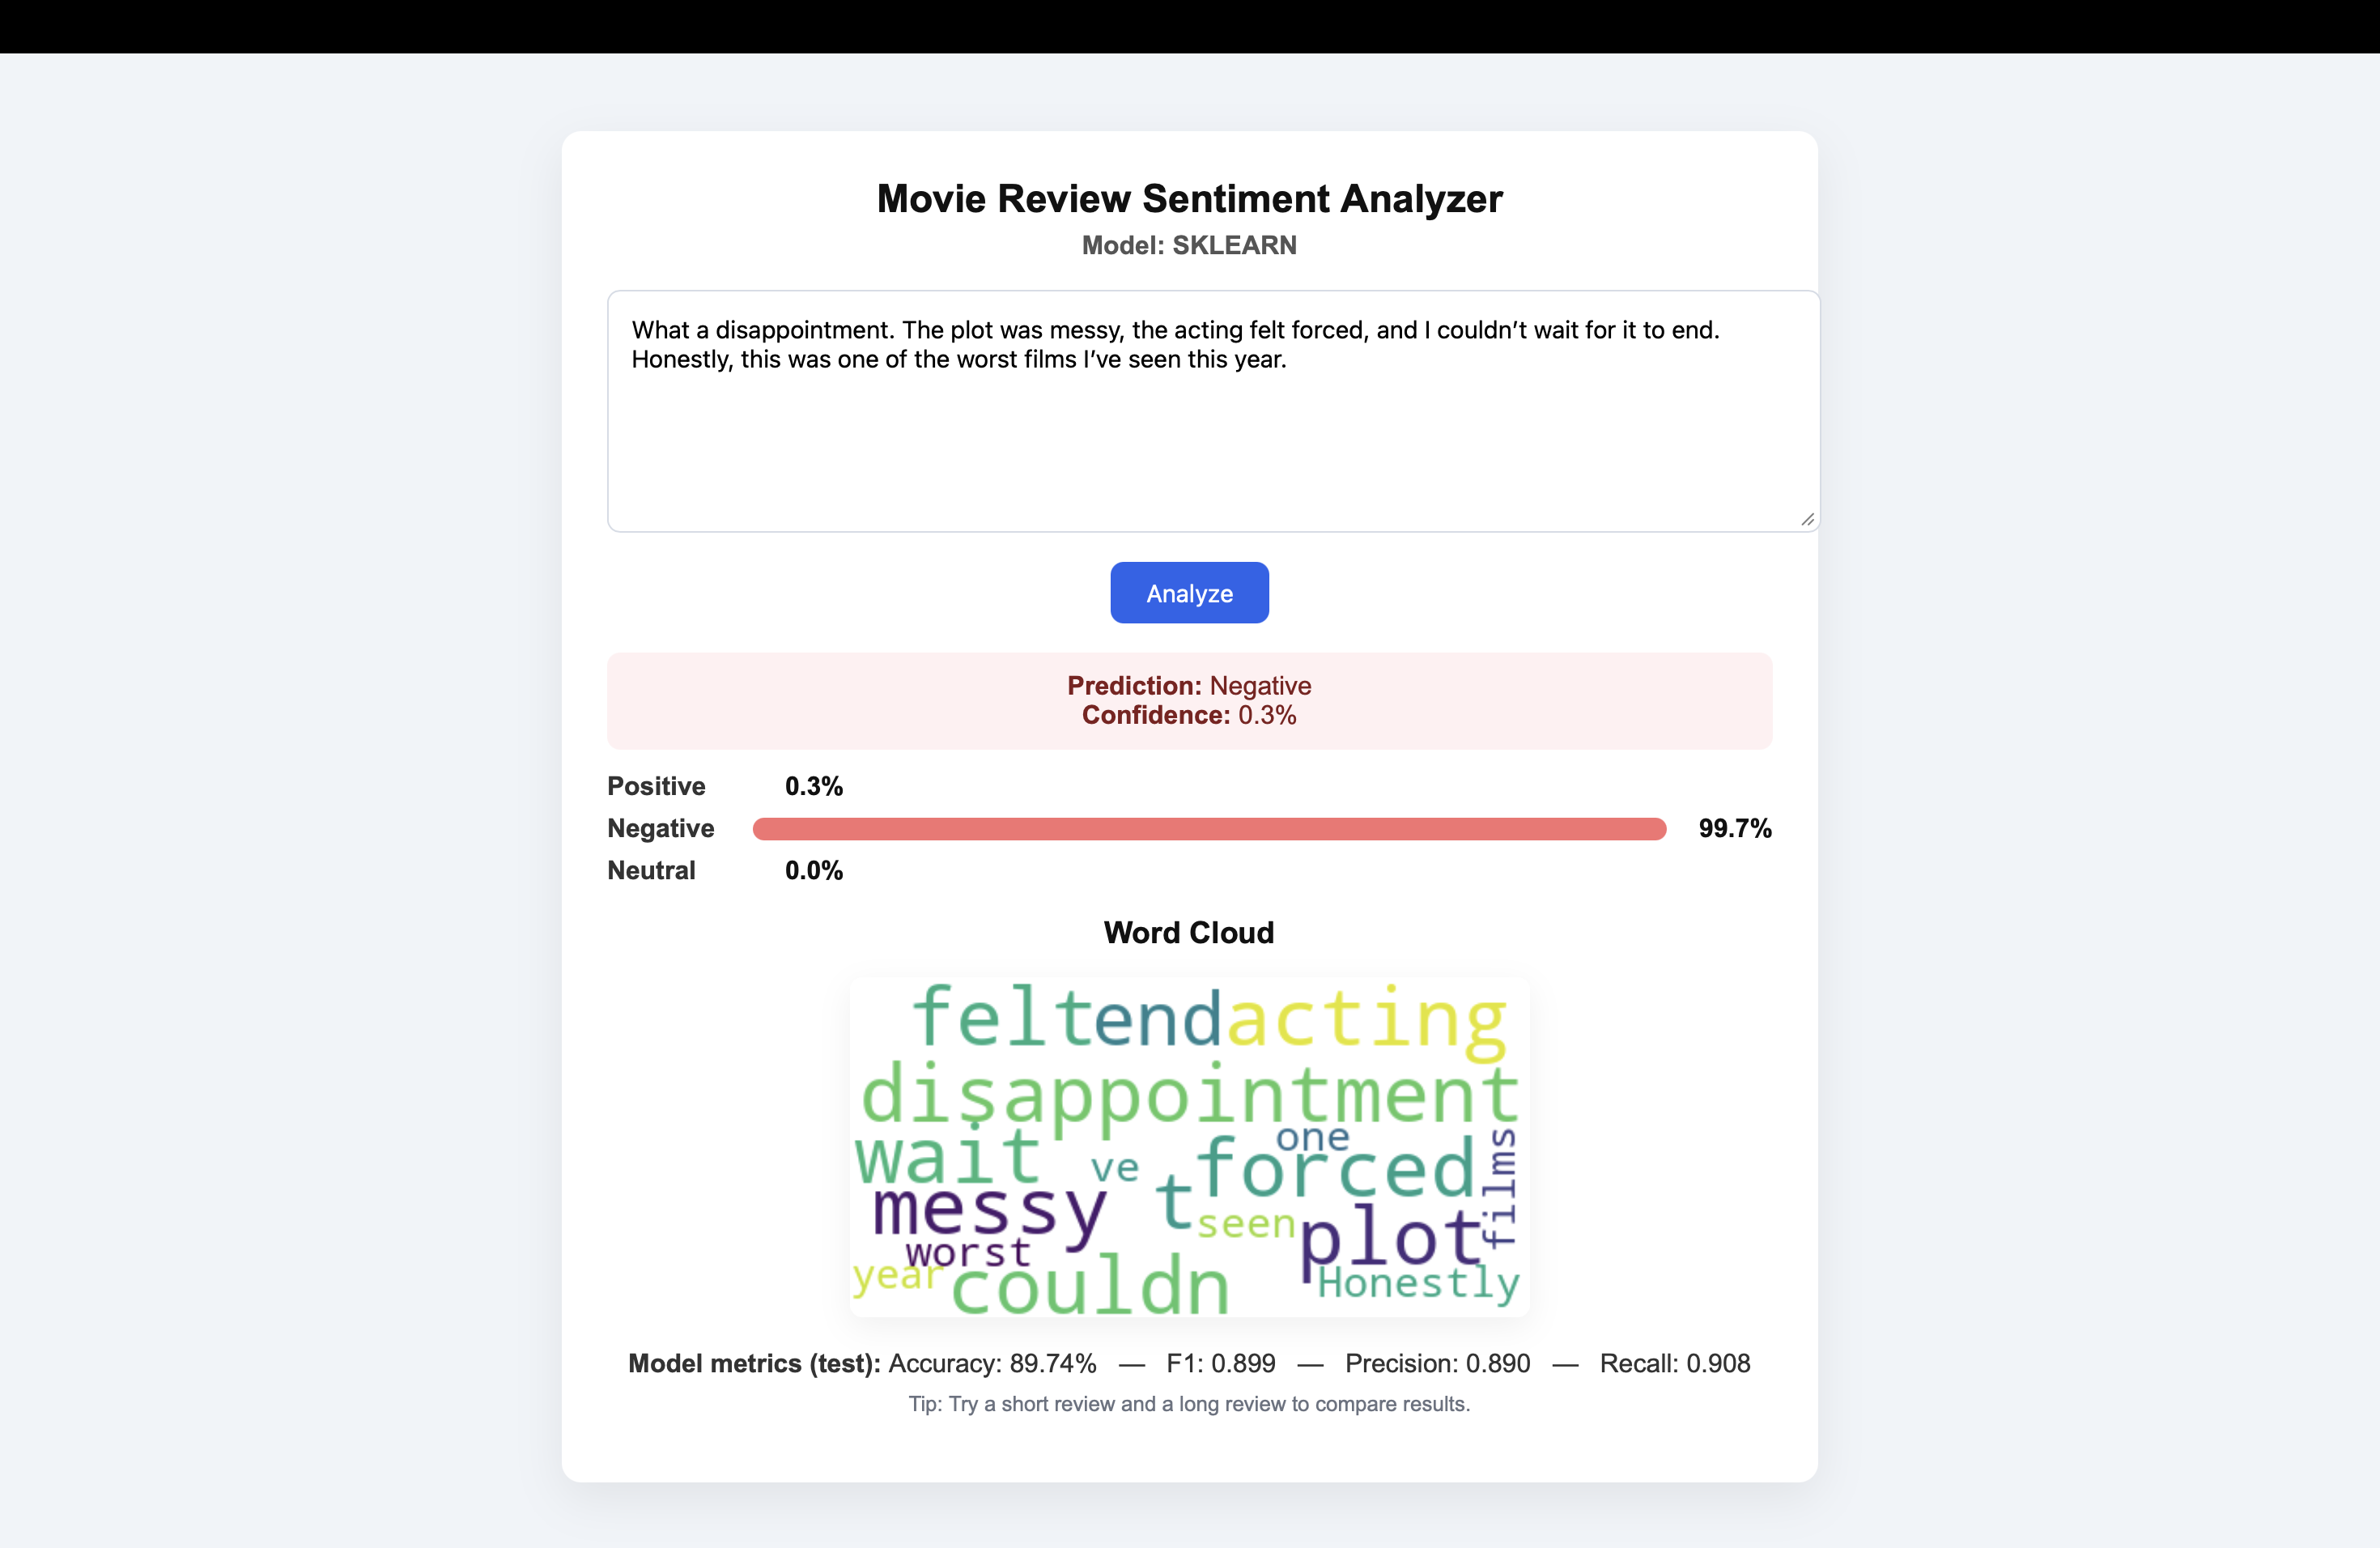 Movie Review Sentiment Analyzer
Model: SKLEARN
What a disappointment. The plot was messy, the acting felt forced, and I couldn’t wait for it to end.
Honestly, this was one of the worst films I’ve seen this year.
Analyze
Prediction: Negative
Confidence: 0.3%
Positive 0.3%
Negative 99.7%
Neutral 0.0%
Word Cloud
felt end acting
disappointment
one
wait ve forced films
messy t seen plot
worst
year couldn Honestly
Model metrics (test): Accuracy: 89.74% — F1: 0.899 — Precision: 0.890 — Recall: 0.908
Tip: Try a short review and a long review to compare results.